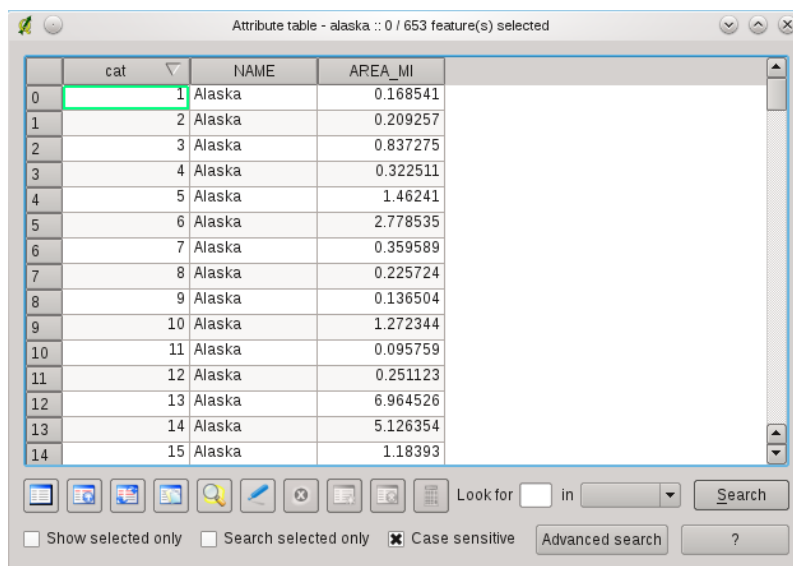 Attribute table - alaska :: 0 / 653 feature(s) selected
cat NAME AREA_MI
0 1 Alaska 0.168541
1 2 Alaska 0.209257
2 3 Alaska 0.837275
3 4 Alaska 0.322511
4 5 Alaska 1.46241
5 6 Alaska 2.778535
6 7 Alaska 0.359589
7 8 Alaska 0.225724
8 9 Alaska 0.136504
9 10 Alaska 1.272344
10 11 Alaska 0.095759
11 12 Alaska 0.251123
12 13 Alaska 6.964526
13 14 Alaska 5.126354
14 15 Alaska 1.18393
Look for in Search
Show selected only Search selected only Case sensitive Advanced search ?